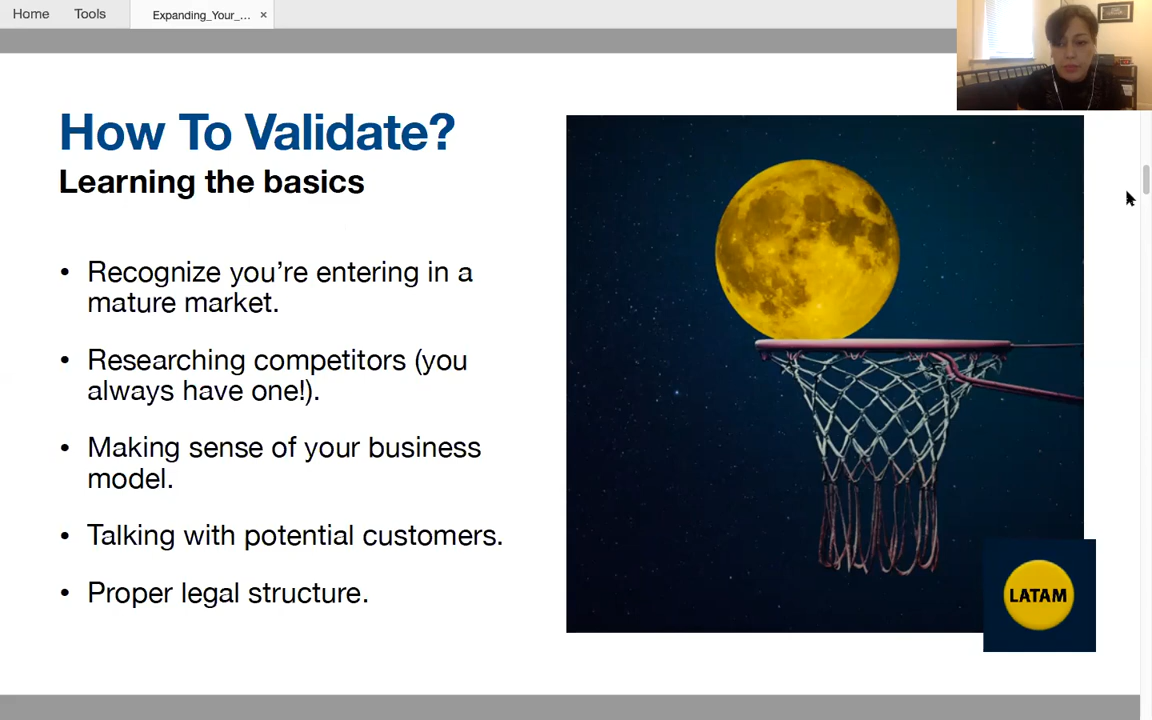 Home Tools Expanding_Your_... ×
How To Validate?
Learning the basics
• Recognize you’re entering in a
mature market.
• Researching competitors (you
always have one!).
• Making sense of your business
model.
• Talking with potential customers.
• Proper legal structure.
LATAM